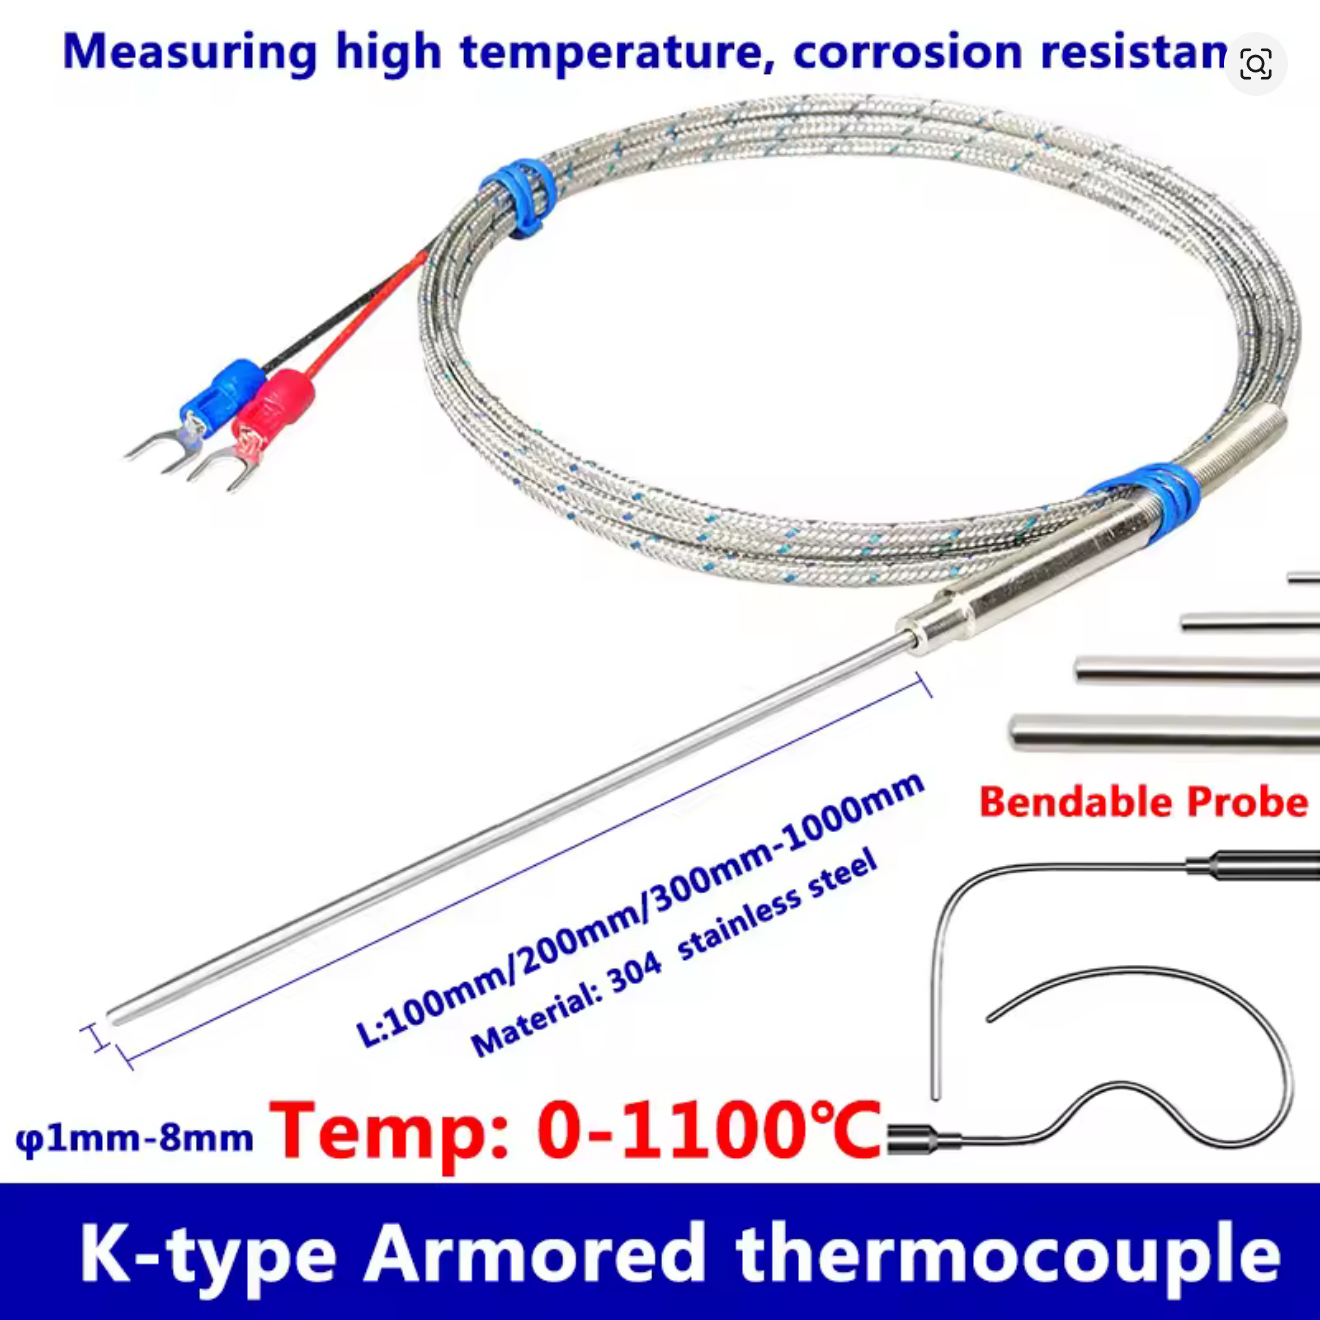 Measuring high temperature, corrosion resistan
Bendable Probe
L:100mm/200mm/300mm-1000mm
Material: 304 stainless steel
φ1mm-8mm
Temp: 0-1100℃
K-type Armored thermocouple